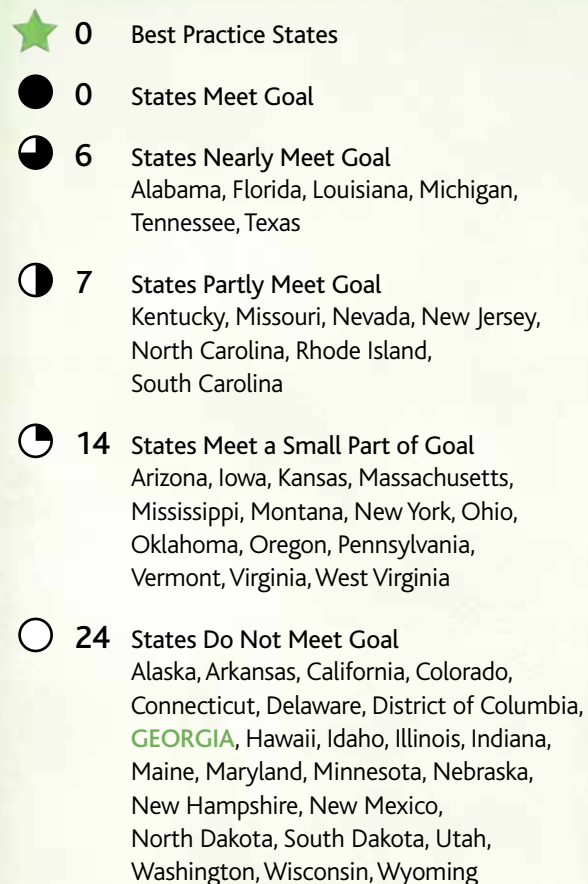 0 Best Practice States
0 States Meet Goal
6 States Nearly Meet Goal
Alabama, Florida, Louisiana, Michigan,
Tennessee, Texas
7 States Partly Meet Goal
Kentucky, Missouri, Nevada, New Jersey,
North Carolina, Rhode Island,
South Carolina
14 States Meet a Small Part of Goal
Arizona, Iowa, Kansas, Massachusetts,
Mississippi, Montana, New York, Ohio,
Oklahoma, Oregon, Pennsylvania,
Vermont, Virginia, West Virginia
24 States Do Not Meet Goal
Alaska, Arkansas, California, Colorado,
Connecticut, Delaware, District of Columbia,
GEORGIA, Hawaii, Idaho, Illinois, Indiana,
Maine, Maryland, Minnesota, Nebraska,
New Hampshire, New Mexico,
North Dakota, South Dakota, Utah,
Washington, Wisconsin, Wyoming